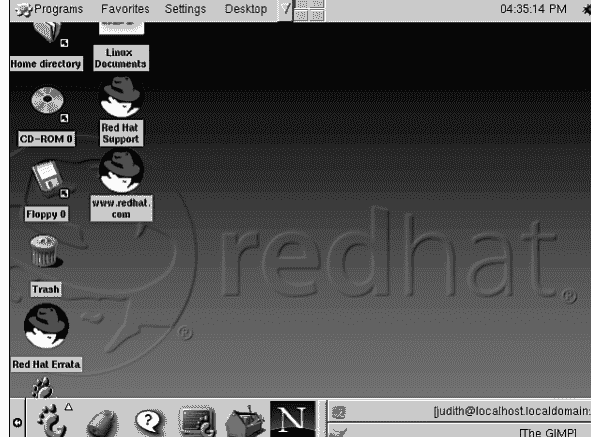 Programs Favorites Settings Desktop 04:35:14 PM
Home directory
Linux
Documents
CD-ROM 0
Red Hat
Support
Floppy 0
www.redhat.
com
redhat.
®
Trash
®
Red Hat Errata
N
[judith@localhost.localdomain:
[The GIMP]